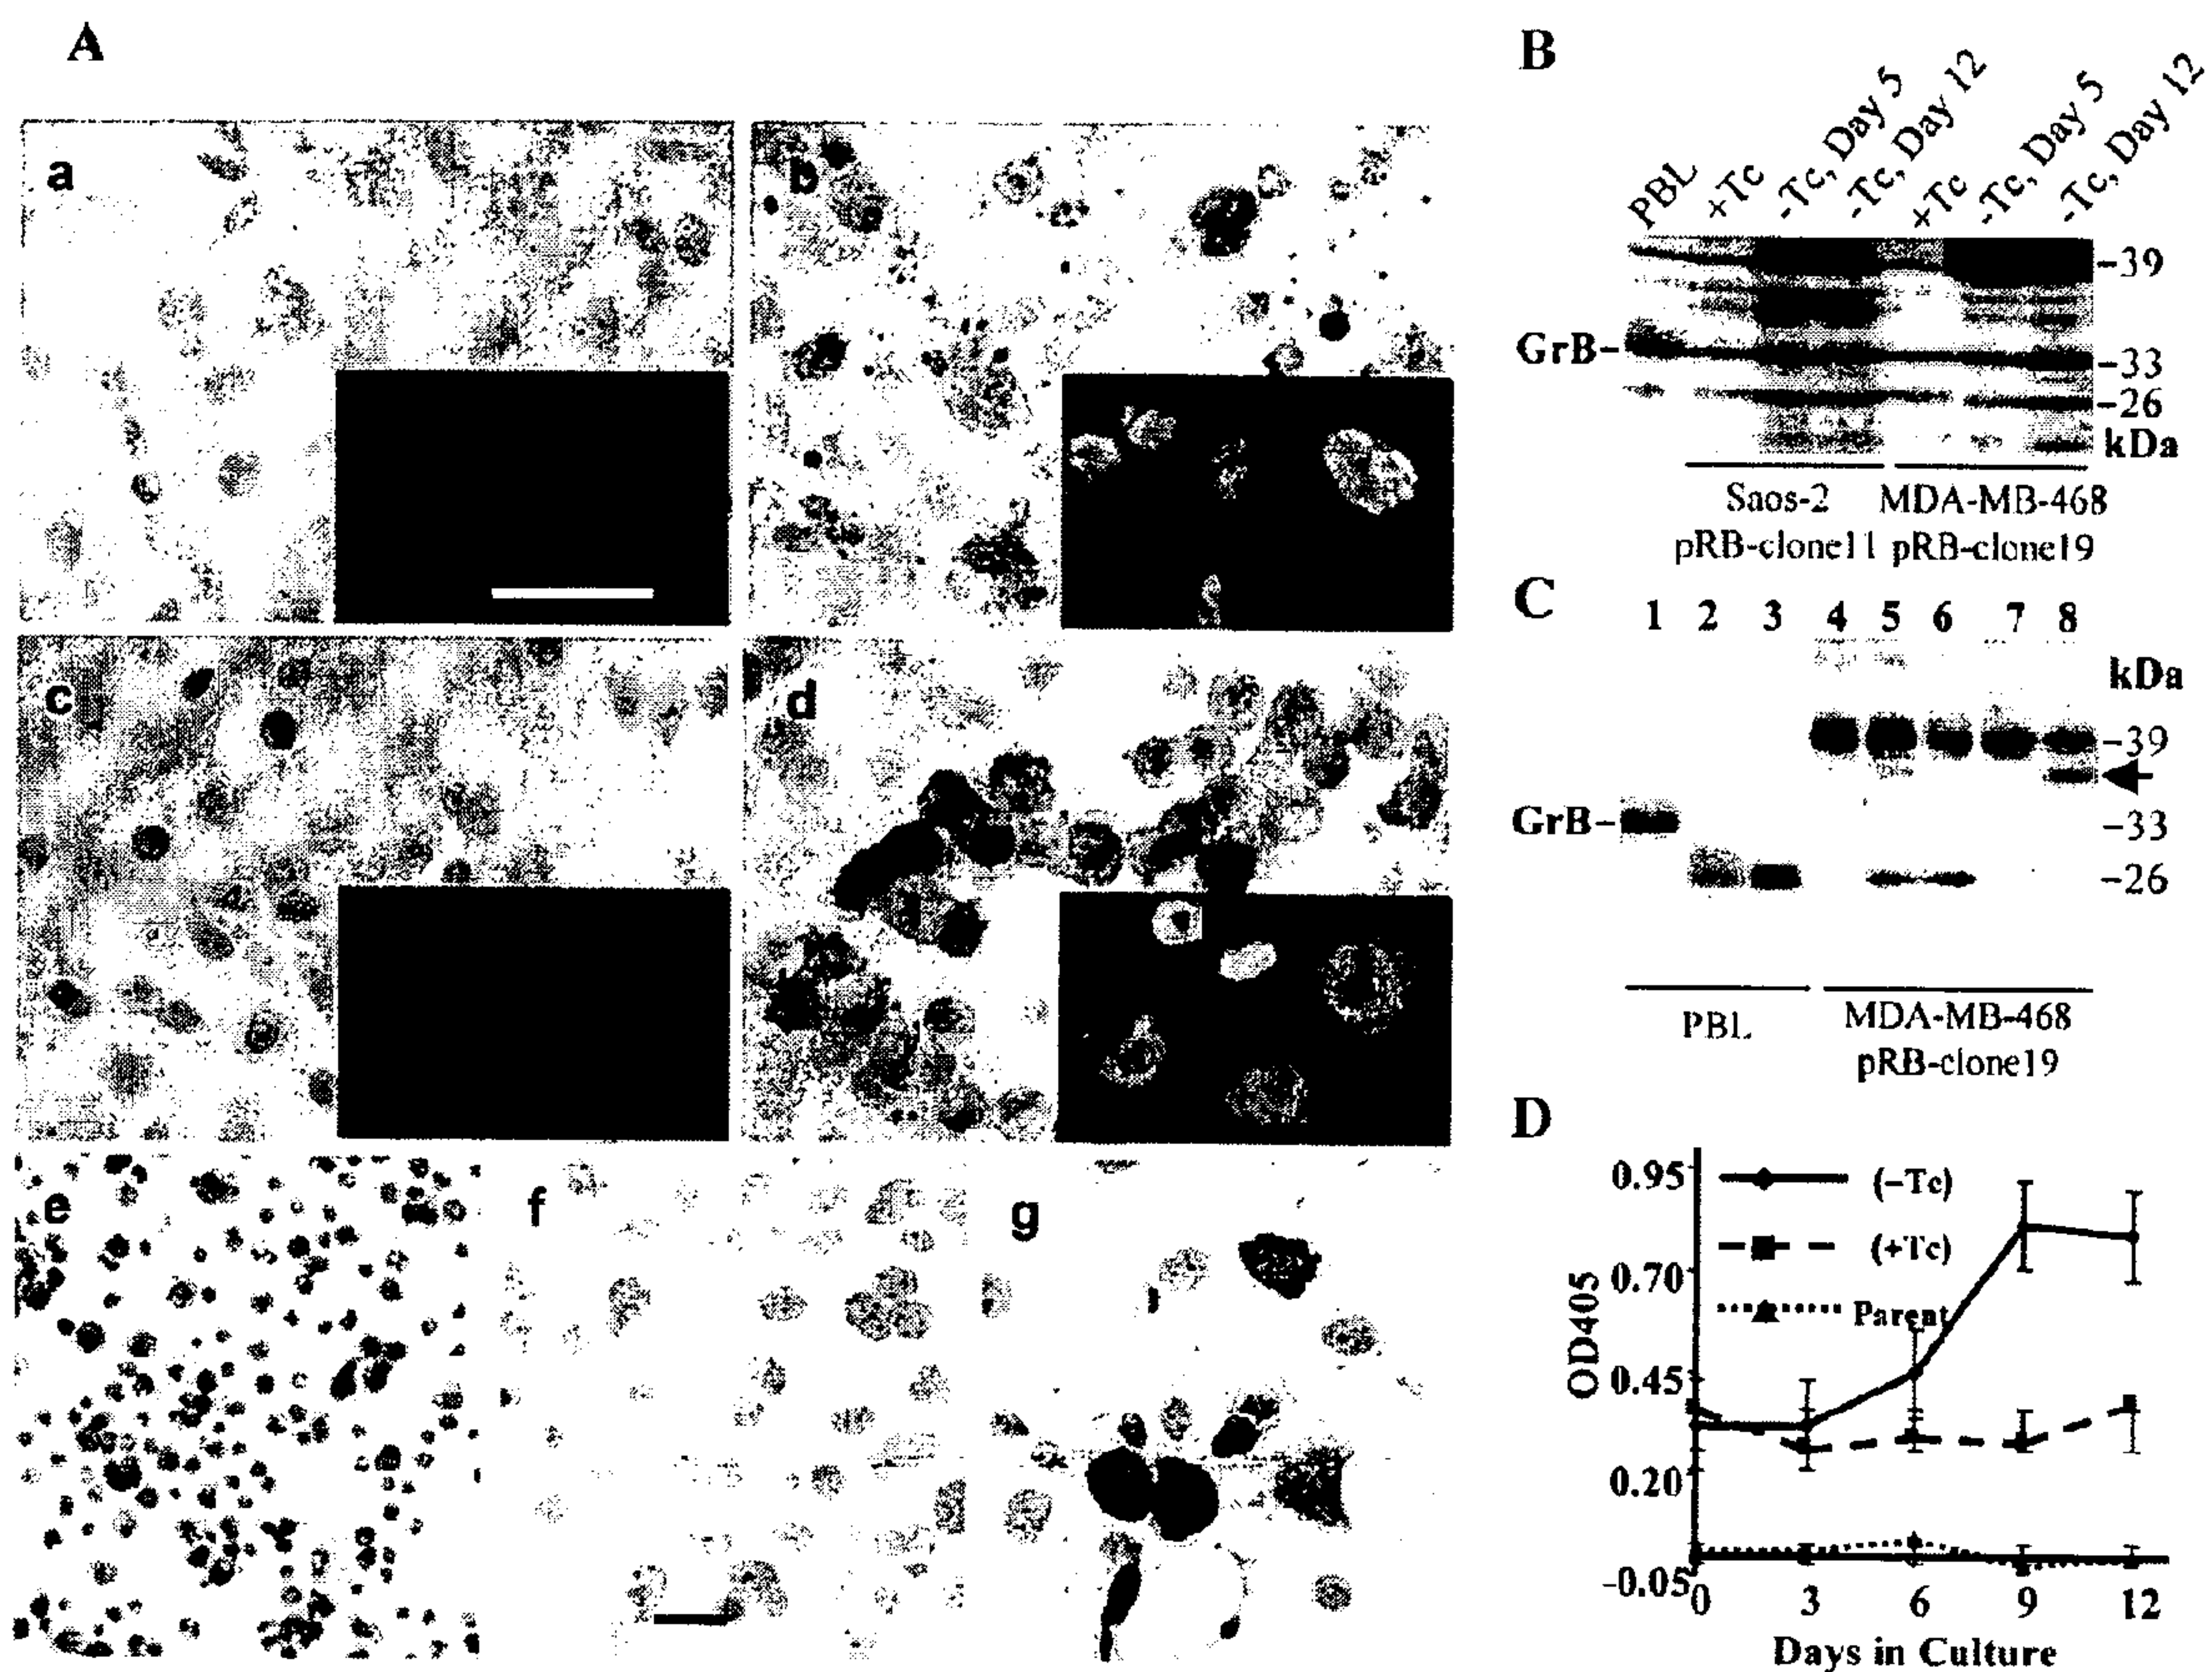 A
a
b
c
d
e
f
g
B
PBL
+Tc
-Tc, Day 5
-Tc, Day 12
+Tc
-Tc, Day 5
-Tc, Day 12
-39
GrB-
-33
-26
kDa
Saos-2 MDA-MB-468
pRB-clone11 pRB-clone19
C
1 2 3 4 5 6 7 8
kDa
-39
GrB-
-33
-26
PBL
MDA-MB-468
pRB-clone19
D
0.95
0.70
0.45
0.20
-0.05
OD405
(-Tc)
(+Tc)
Parent
0 3 6 9 12
Days in Culture